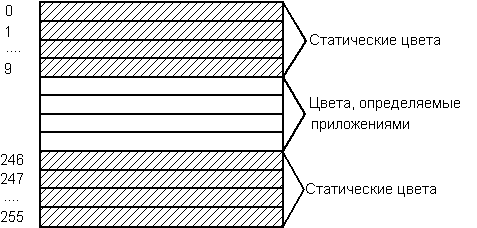 0
1
....
9
Статические цвета
Цвета, определяемые
приложениями
246
247
....
255
Статические цвета